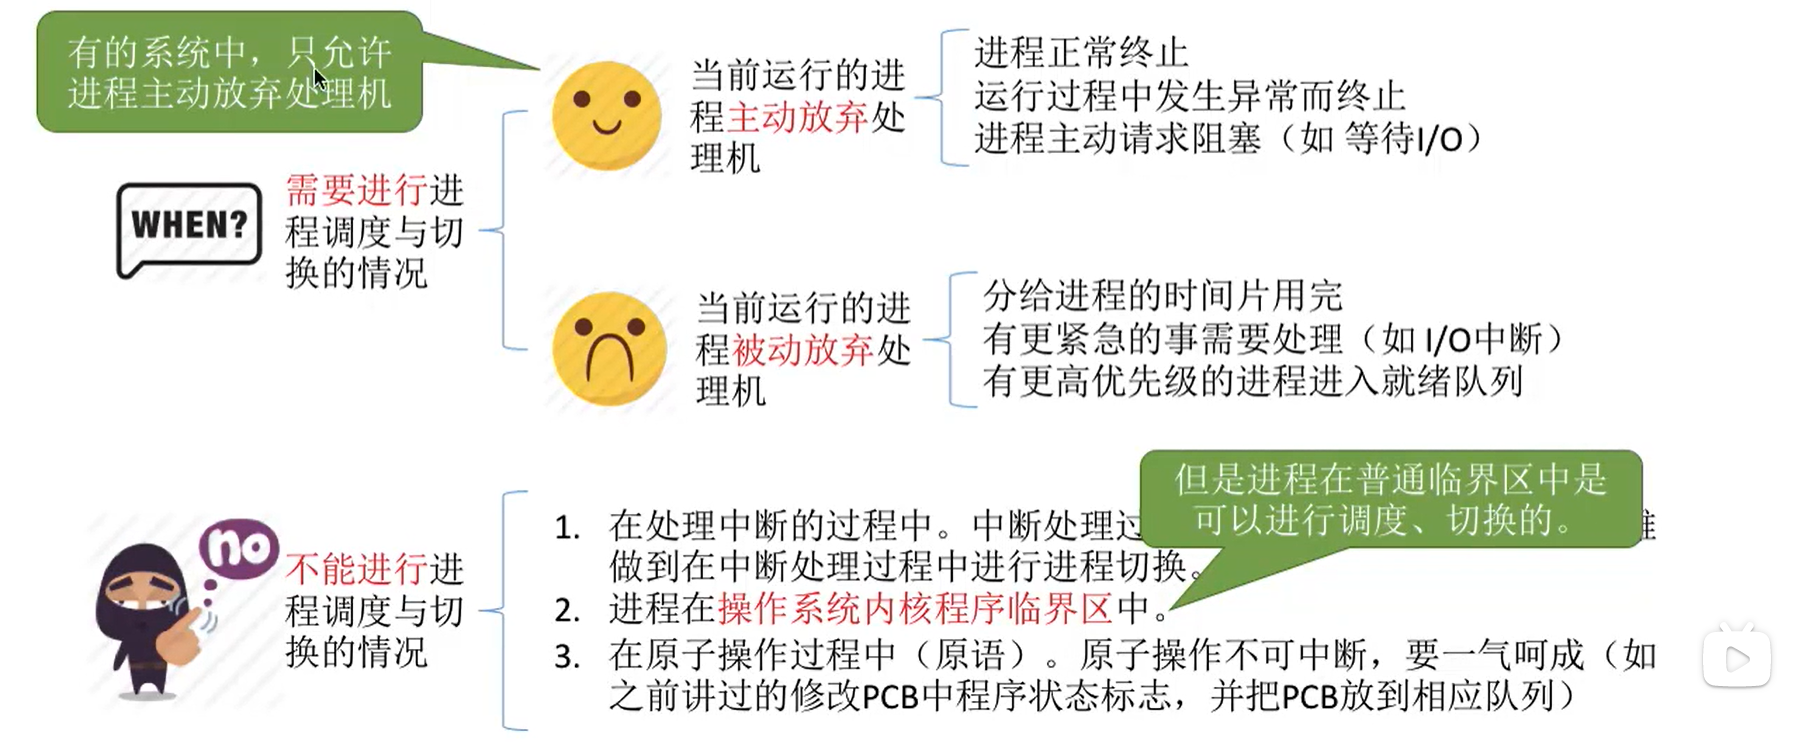 有的系统中，只允许
进程主动放弃处理机
WHEN?
需要进行进
程调度与切
换的情况
当前运行的进
程主动放弃处
理机
进程正常终止
运行过程中发生异常而终止
进程主动请求阻塞（如 等待I/O）
当前运行的进
程被动放弃处
理机
分给进程的时间片用完
有更紧急的事需要处理（如 I/O中断）
有更高优先级的进程进入就绪队列
no
不能进行进
程调度与切
换的情况
但是进程在普通临界区中是
可以进行调度、切换的。
1. 在处理中断的过程中。中断处理过
做到在中断处理过程中进行进程切换。
2. 进程在操作系统内核程序临界区中。
3. 在原子操作过程中（原语）。原子操作不可中断，要一气呵成（如
之前讲过的修改PCB中程序状态标志，并把PCB放到相应队列）